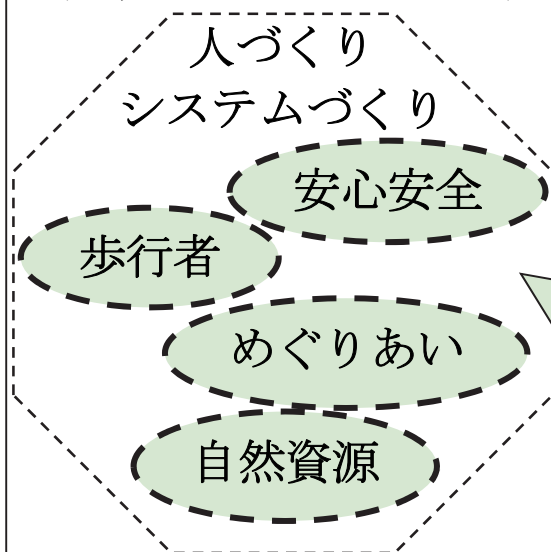 人づくり
システムづくり
安心安全
歩行者
めぐりあい
自然資源